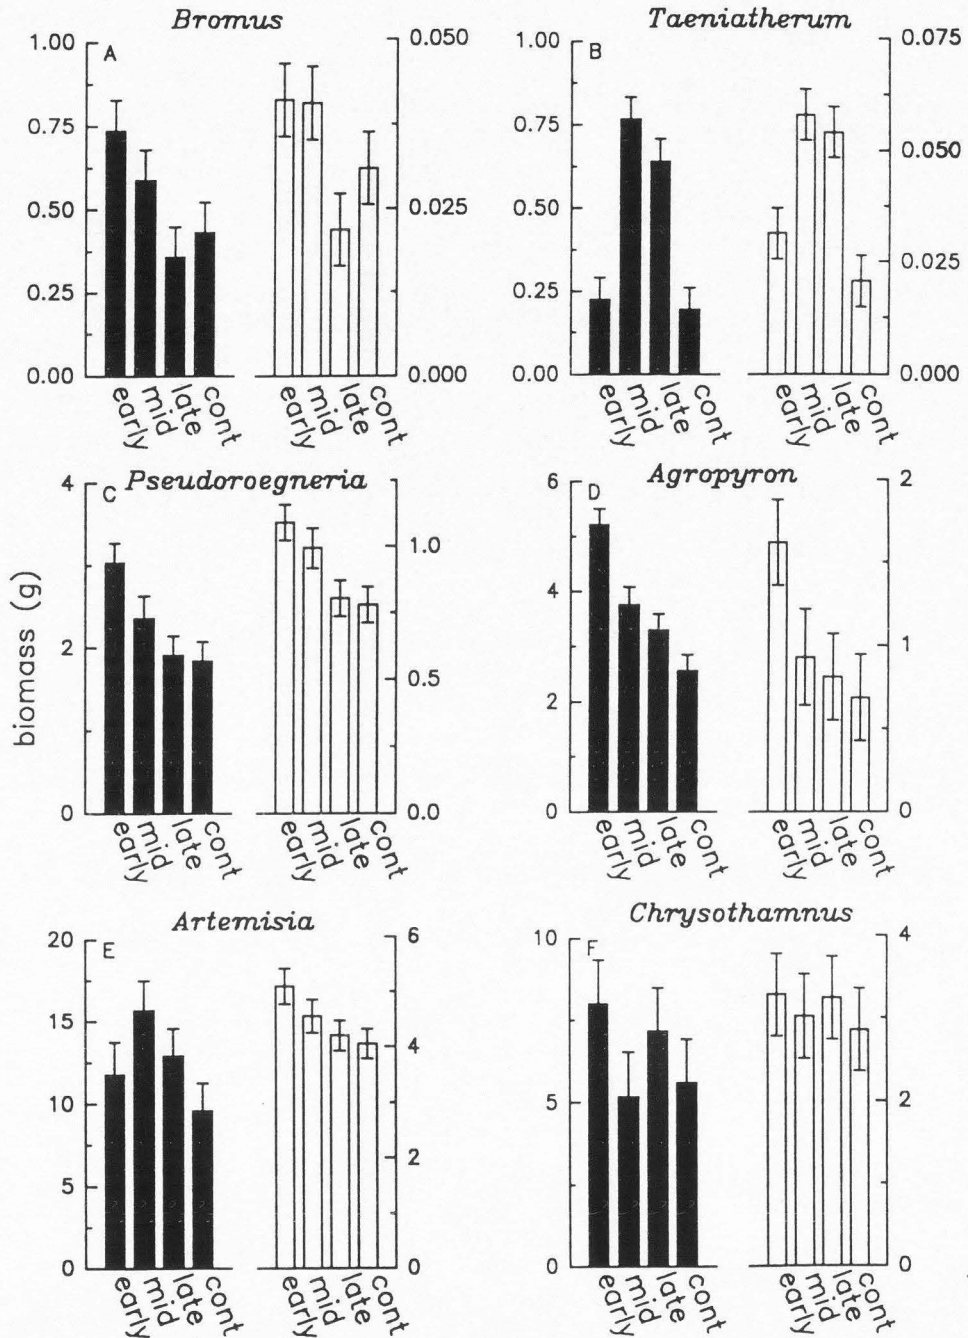 Bromus
A
1.00
0.75
0.50
0.25
0.00
0.050
0.025
0.000
early
mid
late
cont
early
mid
late
cont
Taeniatherum
B
1.00
0.75
0.50
0.25
0.00
0.075
0.050
0.025
0.000
early
mid
late
cont
early
mid
late
cont
biomass (g)
Pseudoroegneria
C
4
2
0
1.0
0.5
0.0
early
mid
late
cont
early
mid
late
cont
Agropyron
D
6
4
2
0
2
1
0
early
mid
late
cont
early
mid
late
cont
Artemisia
E
20
15
10
5
0
6
4
2
0
early
mid
late
cont
early
mid
late
cont
Chrysothamnus
F
10
5
0
4
2
0
early
mid
late
cont
early
mid
late
cont